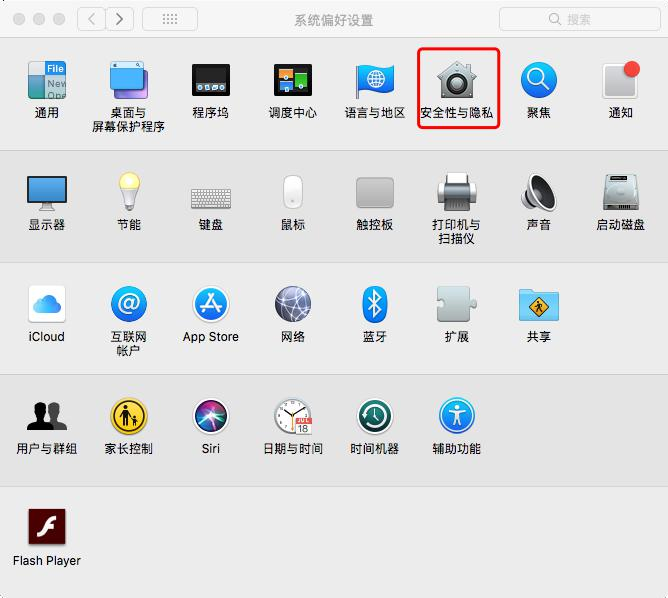 系统偏好设置
搜索
File
New
Ope
通用
桌面与
屏幕保护程序
程序坞
调度中心
语言与地区
安全性与隐私
聚焦
通知
显示器
节能
键盘
鼠标
触控板
打印机与
扫描仪
声音
启动磁盘
iCloud
互联网
帐户
App Store
网络
蓝牙
扩展
共享
用户与群组
家长控制
Siri
JUL
18
日期与时间
时间机器
辅助功能
Flash Player